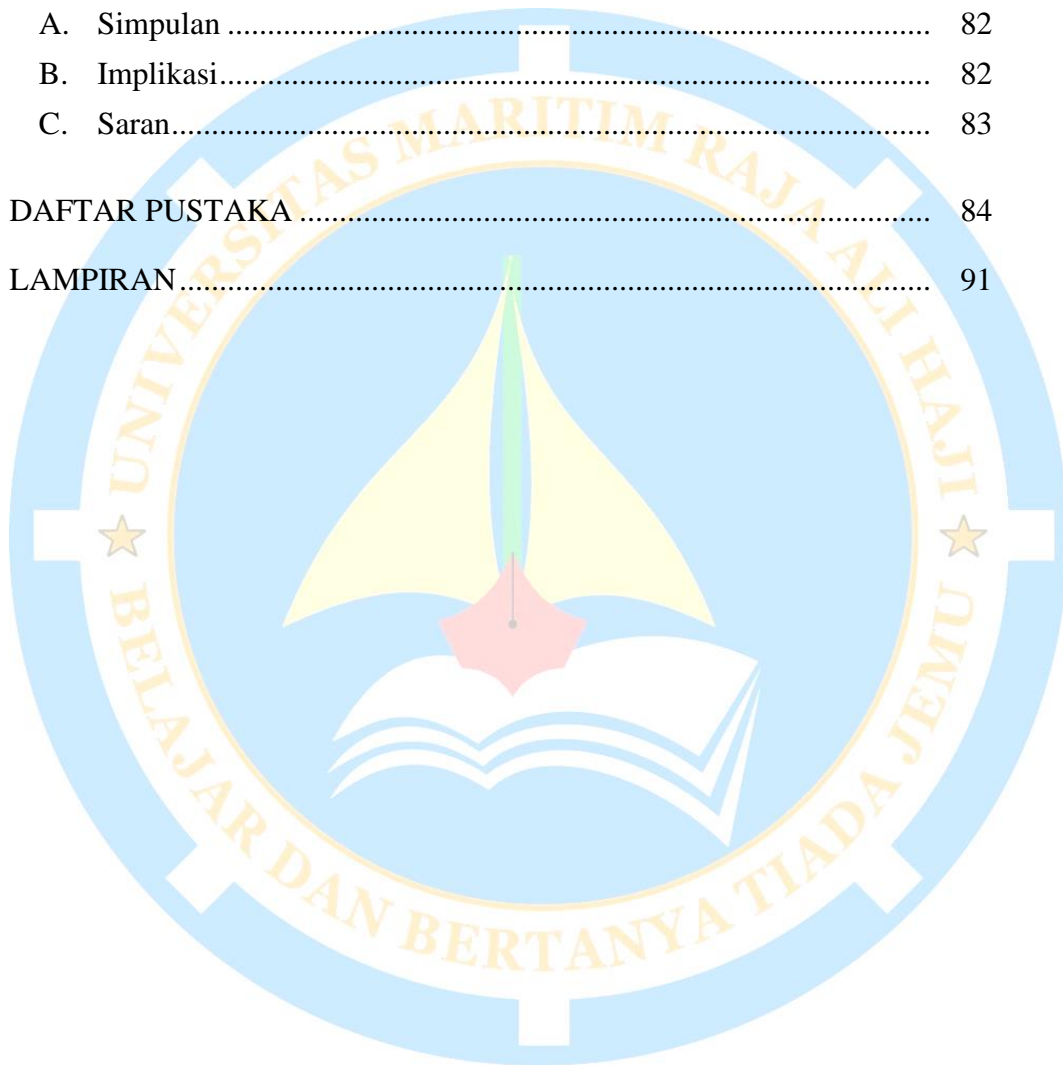 A. Simpulan ........................................................................................ 82
B. Implikasi......................................................................................... 82
C. Saran............................................................................................... 83
DAFTAR PUSTAKA ............................................................................... 84
LAMPIRAN.............................................................................................. 91
UNIVERSITAS MARITIM RAJA ALI HAJI
BELAJAR DAN BERTANYA TIADA JEMU